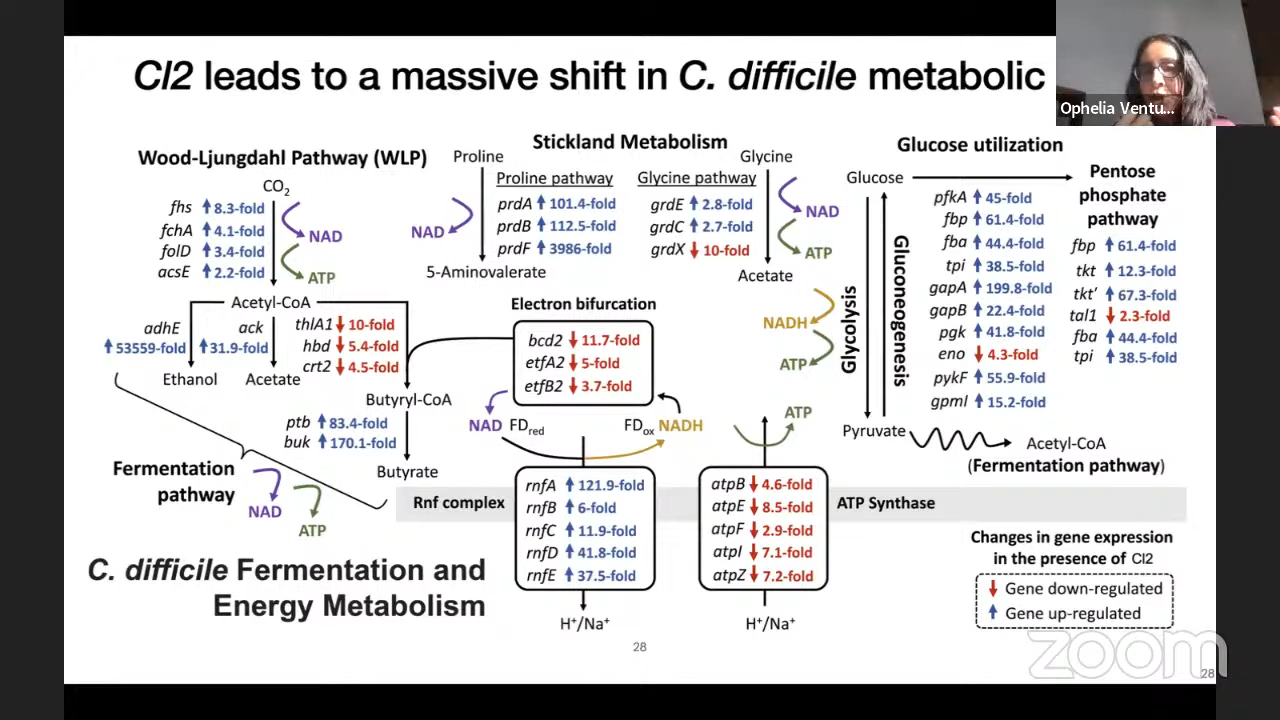 Cl2 leads to a massive shift in C. difficile metabolic
Ophelia Ventu...
Wood-Ljungdahl Pathway (WLP)
CO2
fhs ↑ 8.3-fold
fchA ↑ 4.1-fold
folD ↑ 3.4-fold
acsE ↑ 2.2-fold
NAD
ATP
Acetyl-CoA
adhE
↑ 53559-fold
ack
↑ 31.9-fold
thlA1 ↓ 10-fold
hbd ↓ 5.4-fold
crt2 ↓ 4.5-fold
Ethanol
Acetate
Butyryl-CoA
ptb ↑ 83.4-fold
buk ↑ 170.1-fold
Butyrate
Fermentation
pathway
NAD
ATP
Stickland Metabolism
Proline
Proline pathway
prdA ↑ 101.4-fold
prdB ↑ 112.5-fold
prdF ↑ 3986-fold
NAD
5-Aminovalerate
Glycine
Glycine pathway
grdE ↑ 2.8-fold
grdC ↑ 2.7-fold
grdX ↓ 10-fold
NAD
ATP
Acetate
NADH
ATP
Electron bifurcation
bcd2 ↓ 11.7-fold
etfA2 ↓ 5-fold
etfB2 ↓ 3.7-fold
NAD FDred
FDox NADH
Rnf complex
rnfA ↑ 121.9-fold
rnfB ↑ 6-fold
rnfC ↑ 11.9-fold
rnfD ↑ 41.8-fold
rnfE ↑ 37.5-fold
H+/Na+
ATP
atpB ↓ 4.6-fold
atpE ↓ 8.5-fold
atpF ↓ 2.9-fold
atpI ↓ 7.1-fold
atpZ ↓ 7.2-fold
ATP Synthase
H+/Na+
Glucose utilization
Glucose
Glycolysis
Gluconeogenesis
pfkA ↑ 45-fold
fbp ↑ 61.4-fold
fba ↑ 44.4-fold
tpi ↑ 38.5-fold
gapA ↑ 199.8-fold
gapB ↑ 22.4-fold
pgk ↑ 41.8-fold
eno ↓ 4.3-fold
pykF ↑ 55.9-fold
gpmI ↑ 15.2-fold
Pyruvate
Acetyl-CoA
(Fermentation pathway)
Pentose
phosphate
pathway
fbp ↑ 61.4-fold
tkt ↑ 12.3-fold
tkt' ↑ 67.3-fold
tal1 ↓ 2.3-fold
fba ↑ 44.4-fold
tpi ↑ 38.5-fold
Changes in gene expression
in the presence of Cl2
↓ Gene down-regulated
↑ Gene up-regulated
C. difficile Fermentation and
Energy Metabolism
28
zoom
28